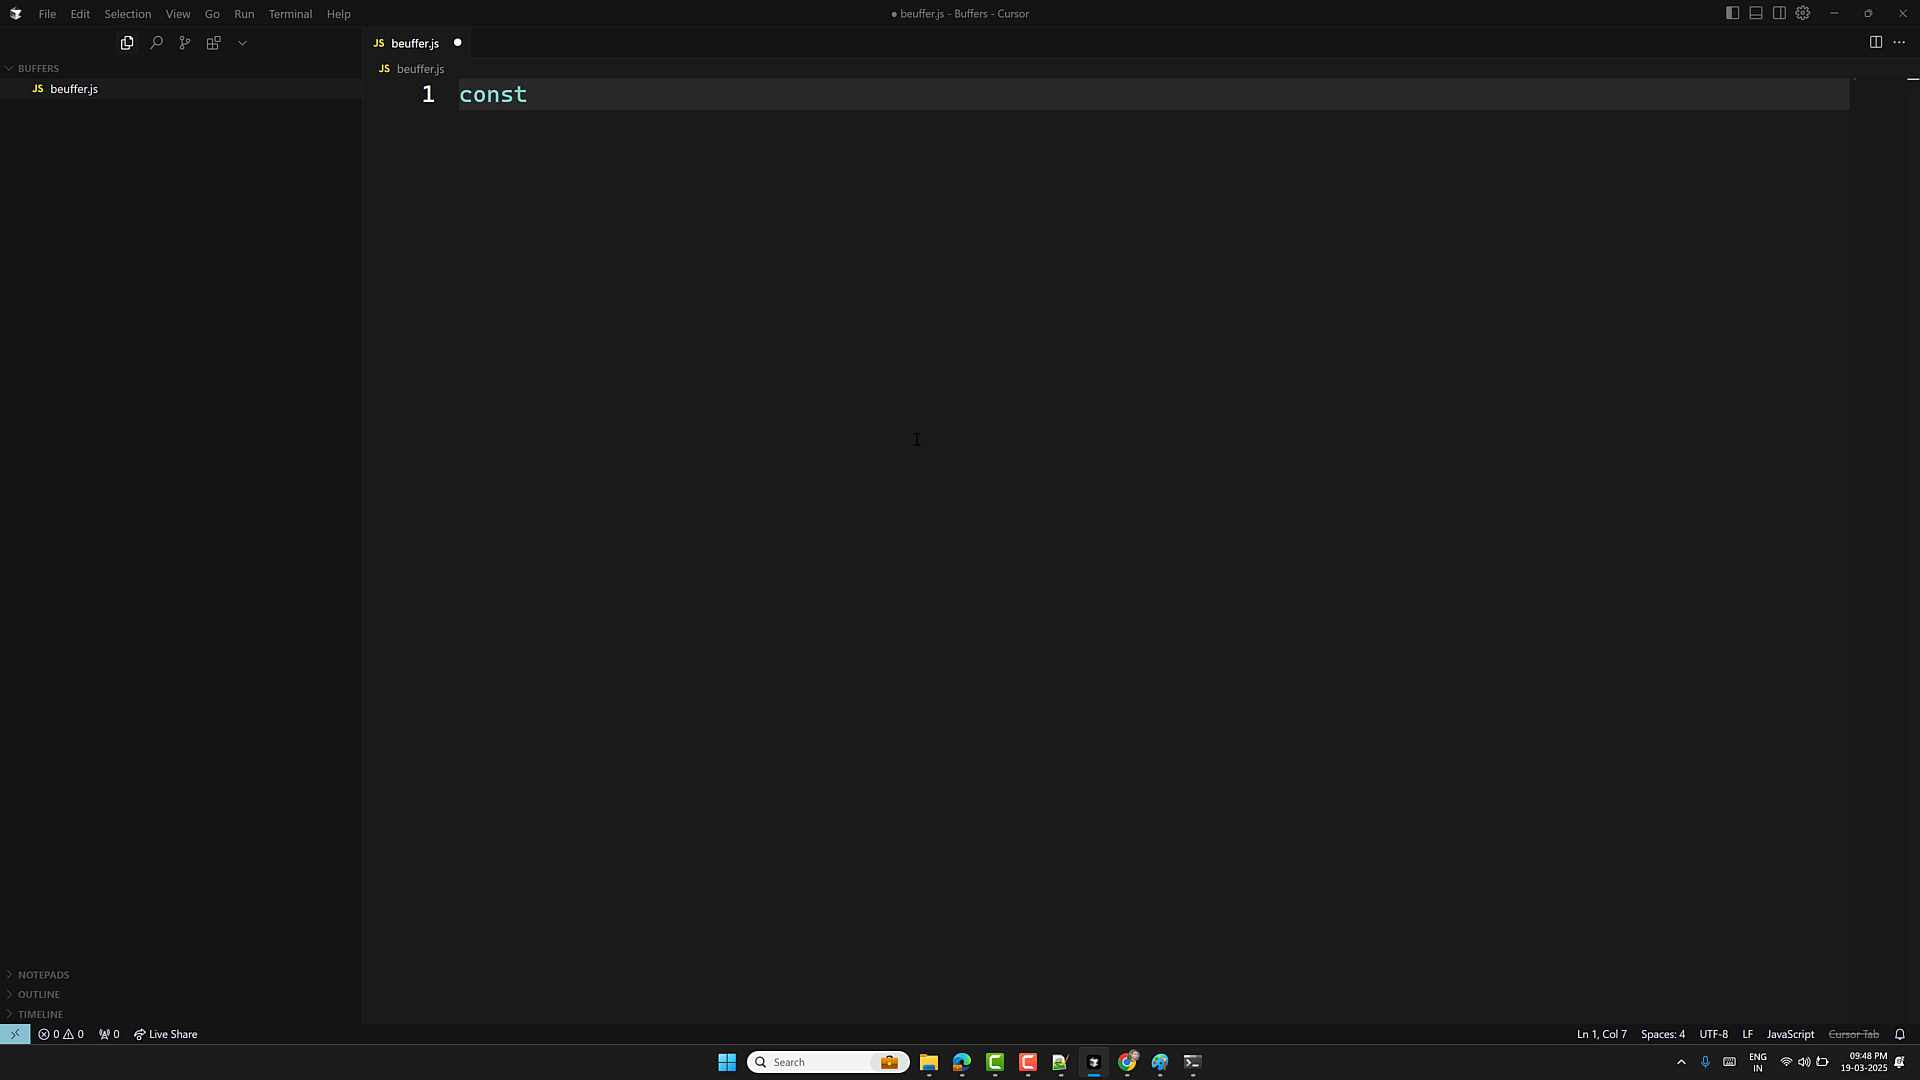 File Edit Selection View Go Run Terminal Help
● beuffer.js - Buffers - Cursor
JS beuffer.js ●
BUFFERS
JS beuffer.js
JS beuffer.js
1 const
NOTEPADS
OUTLINE
TIMELINE
0 0 0 Live Share
Ln 1, Col 7 Spaces: 4 UTF-8 LF JavaScript Cursor Tab
Search
ENG
IN
09:48 PM
19-03-2025